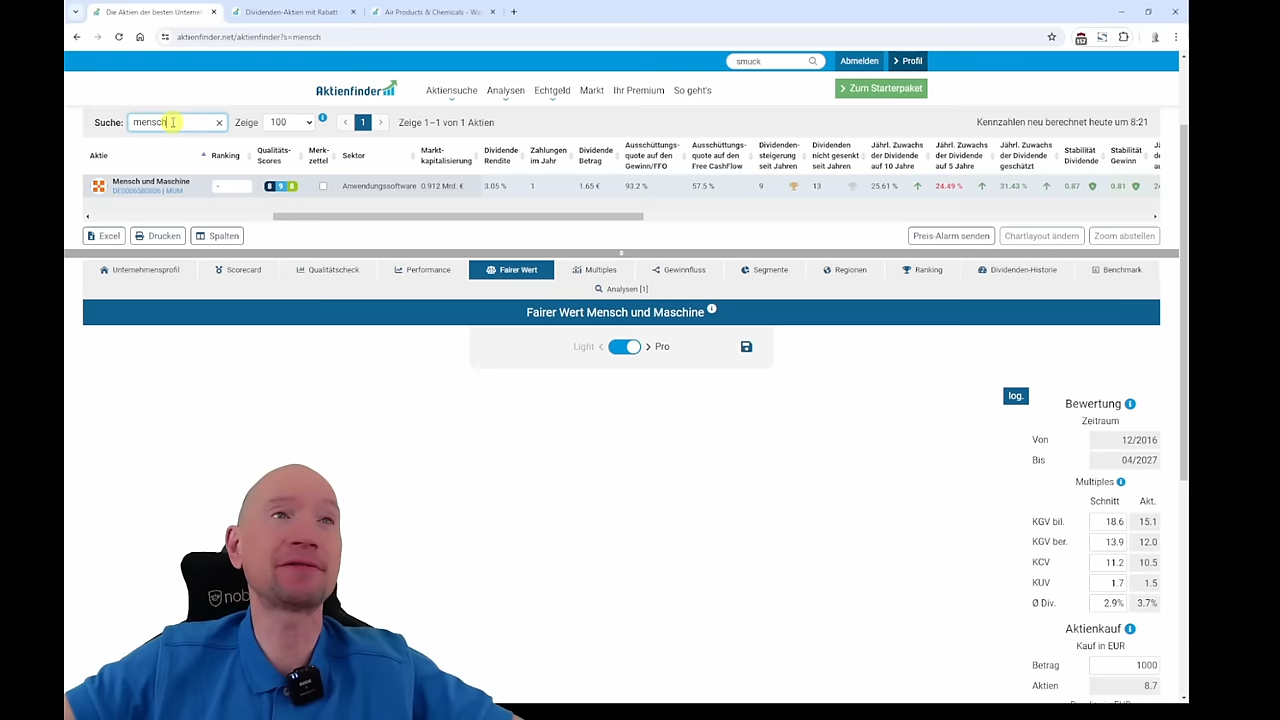 Die Aktien der besten Unterne
Dividenden-Aktien mit Rabatt
Air Products & Chemicals - Wa
aktienfinder.net/aktienfinder?s=mensch
smuck
Abmelden
Profil
Aktienfinder
Aktiensuche
Analysen
Echtgeld
Markt
Ihr Premium
So geht's
Zum Starterpaket
Suche: mensch
Zeige 100
1
Zeige 1–1 von 1 Aktien
Kennzahlen neu berechnet heute um 8:21
Aktie
Ranking
Qualitäts-
Scores
Merk-
zettel
Sektor
Markt-
kapitalisierung
Dividende
Rendite
Zahlungen
im Jahr
Dividende
Betrag
Ausschüttungs-
quote auf den
Gewinn/FFO
Ausschüttungs-
quote auf den
Free CashFlow
Dividenden-
steigerung
seit Jahren
Dividende
nicht gesenkt
seit Jahren
Jährl. Zuwachs
der Dividende
auf 10 Jahre
Jährl. Zuwachs
der Dividende
auf 5 Jahre
Jährl. Zuwachs
der Dividende
geschätzt
Stabilität
Dividende
Stabilität
Gewinn
Mensch und Maschine
DE0006580806 | MUM
-
8 9 8
Anwendungssoftware
0.912 Mrd. €
3.05 %
1
1.65 €
93.2 %
57.5 %
9
13
25.61 %
24.49 %
31.43 %
0.87
0.81
Excel
Drucken
Spalten
Preis-Alarm senden
Chartlayout ändern
Zoom abstellen
Unternehmensprofil
Scorecard
Qualitätscheck
Performance
Fairer Wert
Multiples
Gewinnfluss
Segmente
Regionen
Ranking
Dividenden-Historie
Benchmark
Analysen [1]
Fairer Wert Mensch und Maschine
Light
Pro
log.
Bewertung
Zeitraum
Von 12/2016
Bis 04/2027
Multiples
Schnitt Akt.
KGV bil. 18.6 15.1
KGV ber. 13.9 12.0
KCV 11.2 10.5
KUV 1.7 1.5
Ø Div. 2.9% 3.7%
Aktienkauf
Kauf in EUR
Betrag 1000
Aktien 8.7